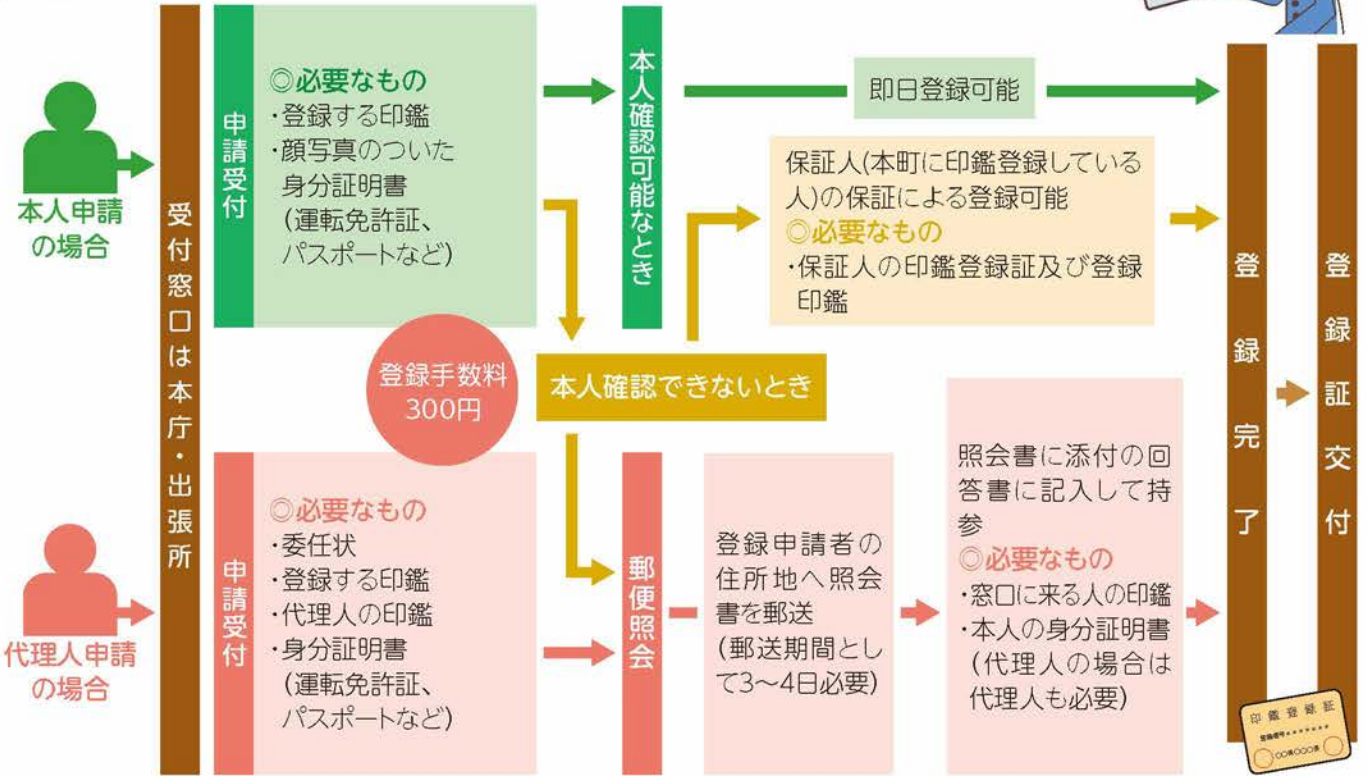 本人申請
の場合
代理人申請
の場合
受付窓口は本庁・出張所
申請受付
◎必要なもの
・登録する印鑑
・顔写真のついた
身分証明書
(運転免許証、
パスポートなど)
本人確認可能なとき
即日登録可能
保証人(本町に印鑑登録している
人)の保証による登録可能
◎必要なもの
・保証人の印鑑登録証及び登録
印鑑
登録手数料
300円
本人確認できないとき
申請受付
◎必要なもの
・委任状
・登録する印鑑
・代理人の印鑑
・身分証明書
(運転免許証、
パスポートなど)
郵便照会
登録申請者の
住所地へ照会
書を郵送
(郵送期間とし
て3〜4日必要)
照会書に添付の回
答書に記入して持
参
◎必要なもの
・窓口に来る人の印鑑
・本人の身分証明書
(代理人の場合は
代理人も必要)
登録完了
登録証交付
印鑑登録証